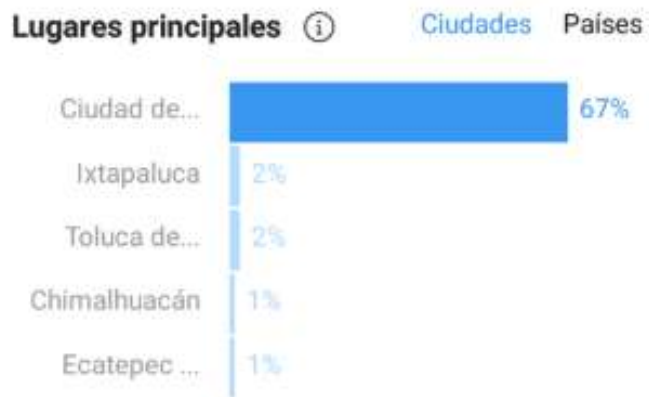 Lugares principales Ciudades Países
Ciudad de... 67%
Ixtapaluca 2%
Toluca de... 2%
Chimalhuacán 1%
Ecatepec ... 1%